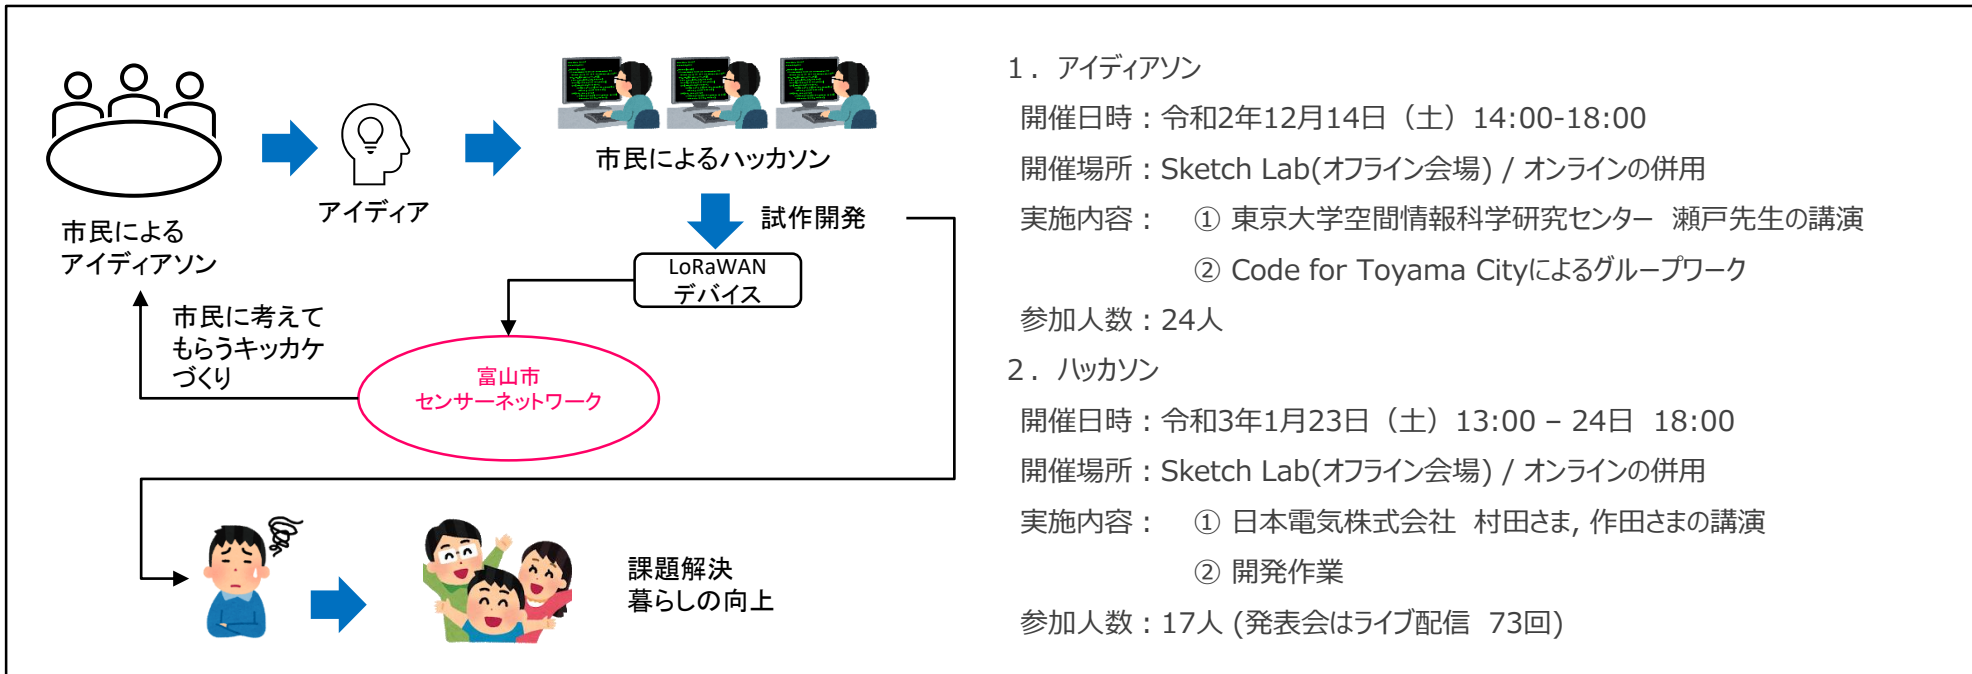 市民による
アイディアソン
アイディア
市民によるハッカソン
試作開発
LoRaWAN
デバイス
富山市
センサーネットワーク
市民に考えて
もらうキッカケ
づくり
課題解決
暮らしの向上
1．アイディアソン
開催日時：令和2年12月14日（土）14:00-18:00
開催場所：Sketch Lab(オフライン会場) / オンラインの併用
実施内容： ① 東京大学空間情報科学研究センター 瀬戸先生の講演
② Code for Toyama Cityによるグループワーク
参加人数：24人
2．ハッカソン
開催日時：令和3年1月23日（土）13:00 – 24日 18:00
開催場所：Sketch Lab(オフライン会場) / オンラインの併用
実施内容： ① 日本電気株式会社 村田さま, 作田さまの講演
② 開発作業
参加人数：17人 (発表会はライブ配信 73回)